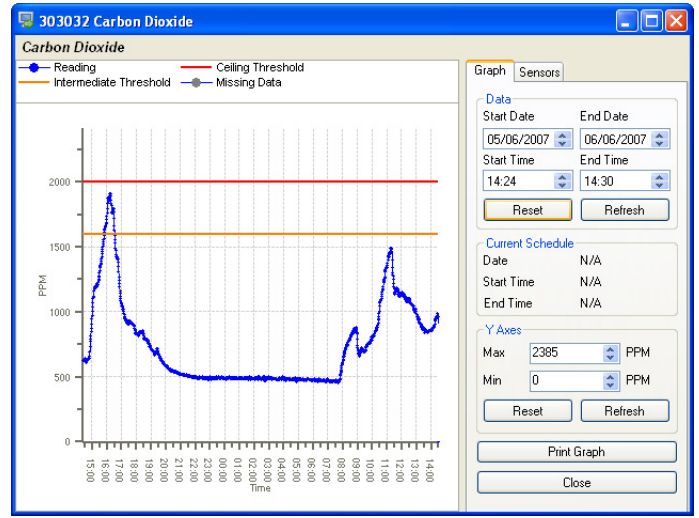 303032 Carbon Dioxide
Carbon Dioxide
Reading
Ceiling Threshold
Intermediate Threshold
Missing Data
PPM
2000
1500
1000
500
0
15:00 16:00 17:00 18:00 19:00 20:00 21:00 22:00 23:00 00:00 01:00 02:00 03:00 04:00 05:00 06:00 07:00 08:00 09:00 10:00 11:00 12:00 13:00 14:00
Time
Graph Sensors
Data
Start Date End Date
05/06/2007 06/06/2007
Start Time End Time
14:24 14:30
Reset Refresh
Current Schedule
Date N/A
Start Time N/A
End Time N/A
Y Axes
Max 2385 PPM
Min 0 PPM
Reset Refresh
Print Graph
Close